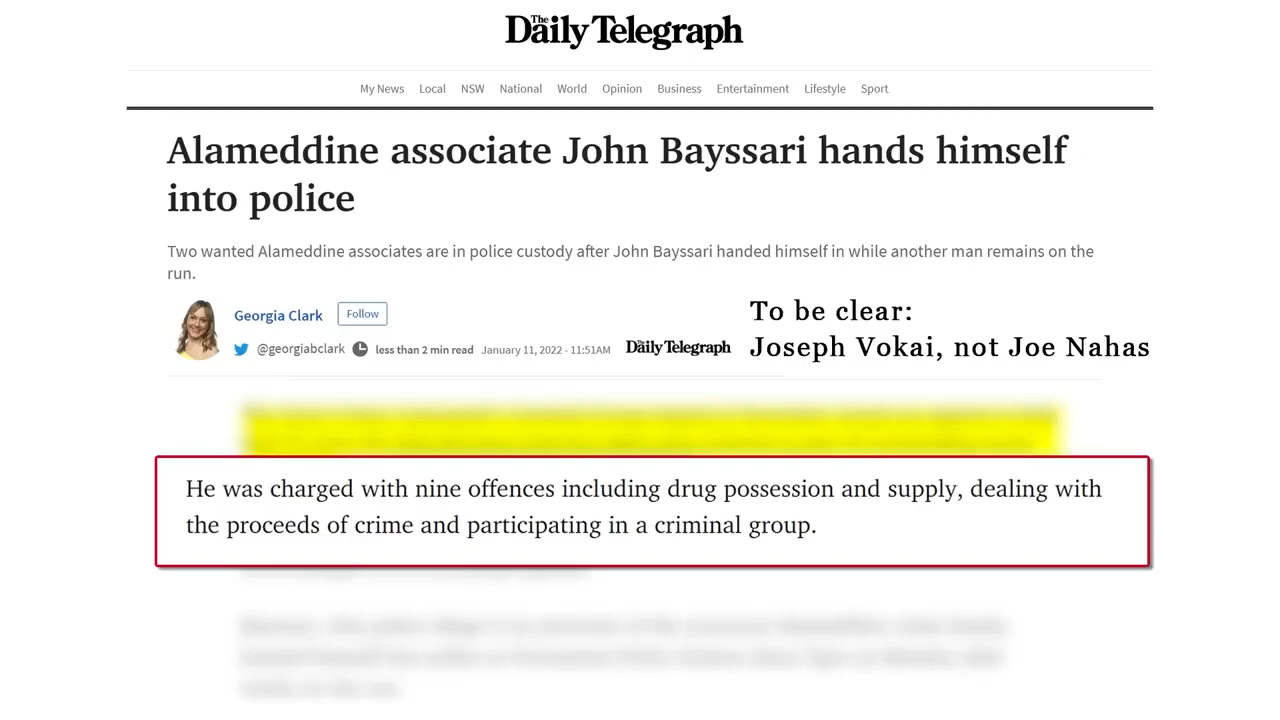 The Daily Telegraph
My News Local NSW National World Opinion Business Entertainment Lifestyle Sport
Alameddine associate John Bayssari hands himself
into police
Two wanted Alameddine associates are in police custody after John Bayssari handed himself in while another man remains on the
run.
Georgia Clark Follow
@georgiabclark less than 2 min read January 11, 2022 - 11:51AM The Daily Telegraph
To be clear:
Joseph Vokai, not Joe Nahas
He was charged with nine offences including drug possession and supply, dealing with
the proceeds of crime and participating in a criminal group.